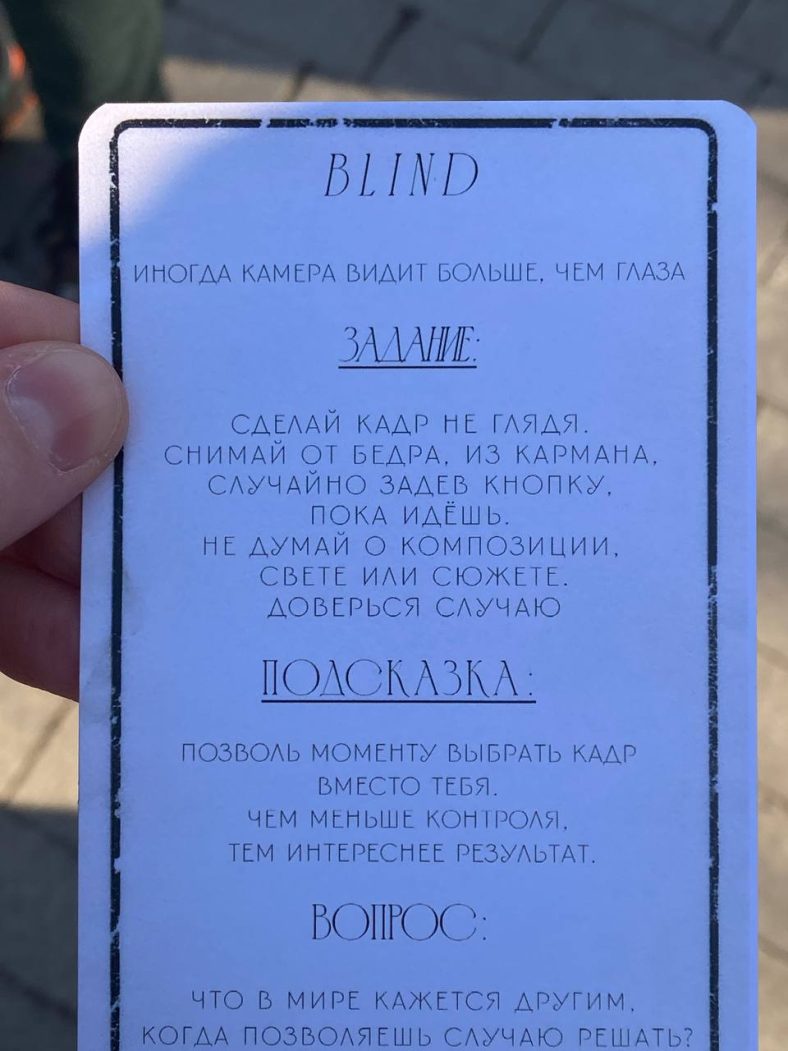 BLIND
ИНОГДА КАМЕРА ВИДИТ БОЛЬШЕ, ЧЕМ ГЛАЗА
ЗАДАНИЕ:
СДЕЛАЙ КАДР НЕ ГЛЯДЯ.
СНИМАЙ ОТ БЕДРА, ИЗ КАРМАНА,
СЛУЧАЙНО ЗАДЕВ КНОПКУ,
ПОКА ИДЁШЬ.
НЕ ДУМАЙ О КОМПОЗИЦИИ,
СВЕТЕ ИЛИ СЮЖЕТЕ.
ДОВЕРЬСЯ СЛУЧАЮ
ПОДСКАЗКА:
ПОЗВОЛЬ МОМЕНТУ ВЫБРАТЬ КАДР
ВМЕСТО ТЕБЯ.
ЧЕМ МЕНЬШЕ КОНТРОЛЯ,
ТЕМ ИНТЕРЕСНЕЕ РЕЗУЛЬТАТ.
ВОПРОС:
ЧТО В МИРЕ КАЖЕТСЯ ДРУГИМ,
КОГДА ПОЗВОЛЯЕШЬ СЛУЧАЮ РЕШАТЬ?